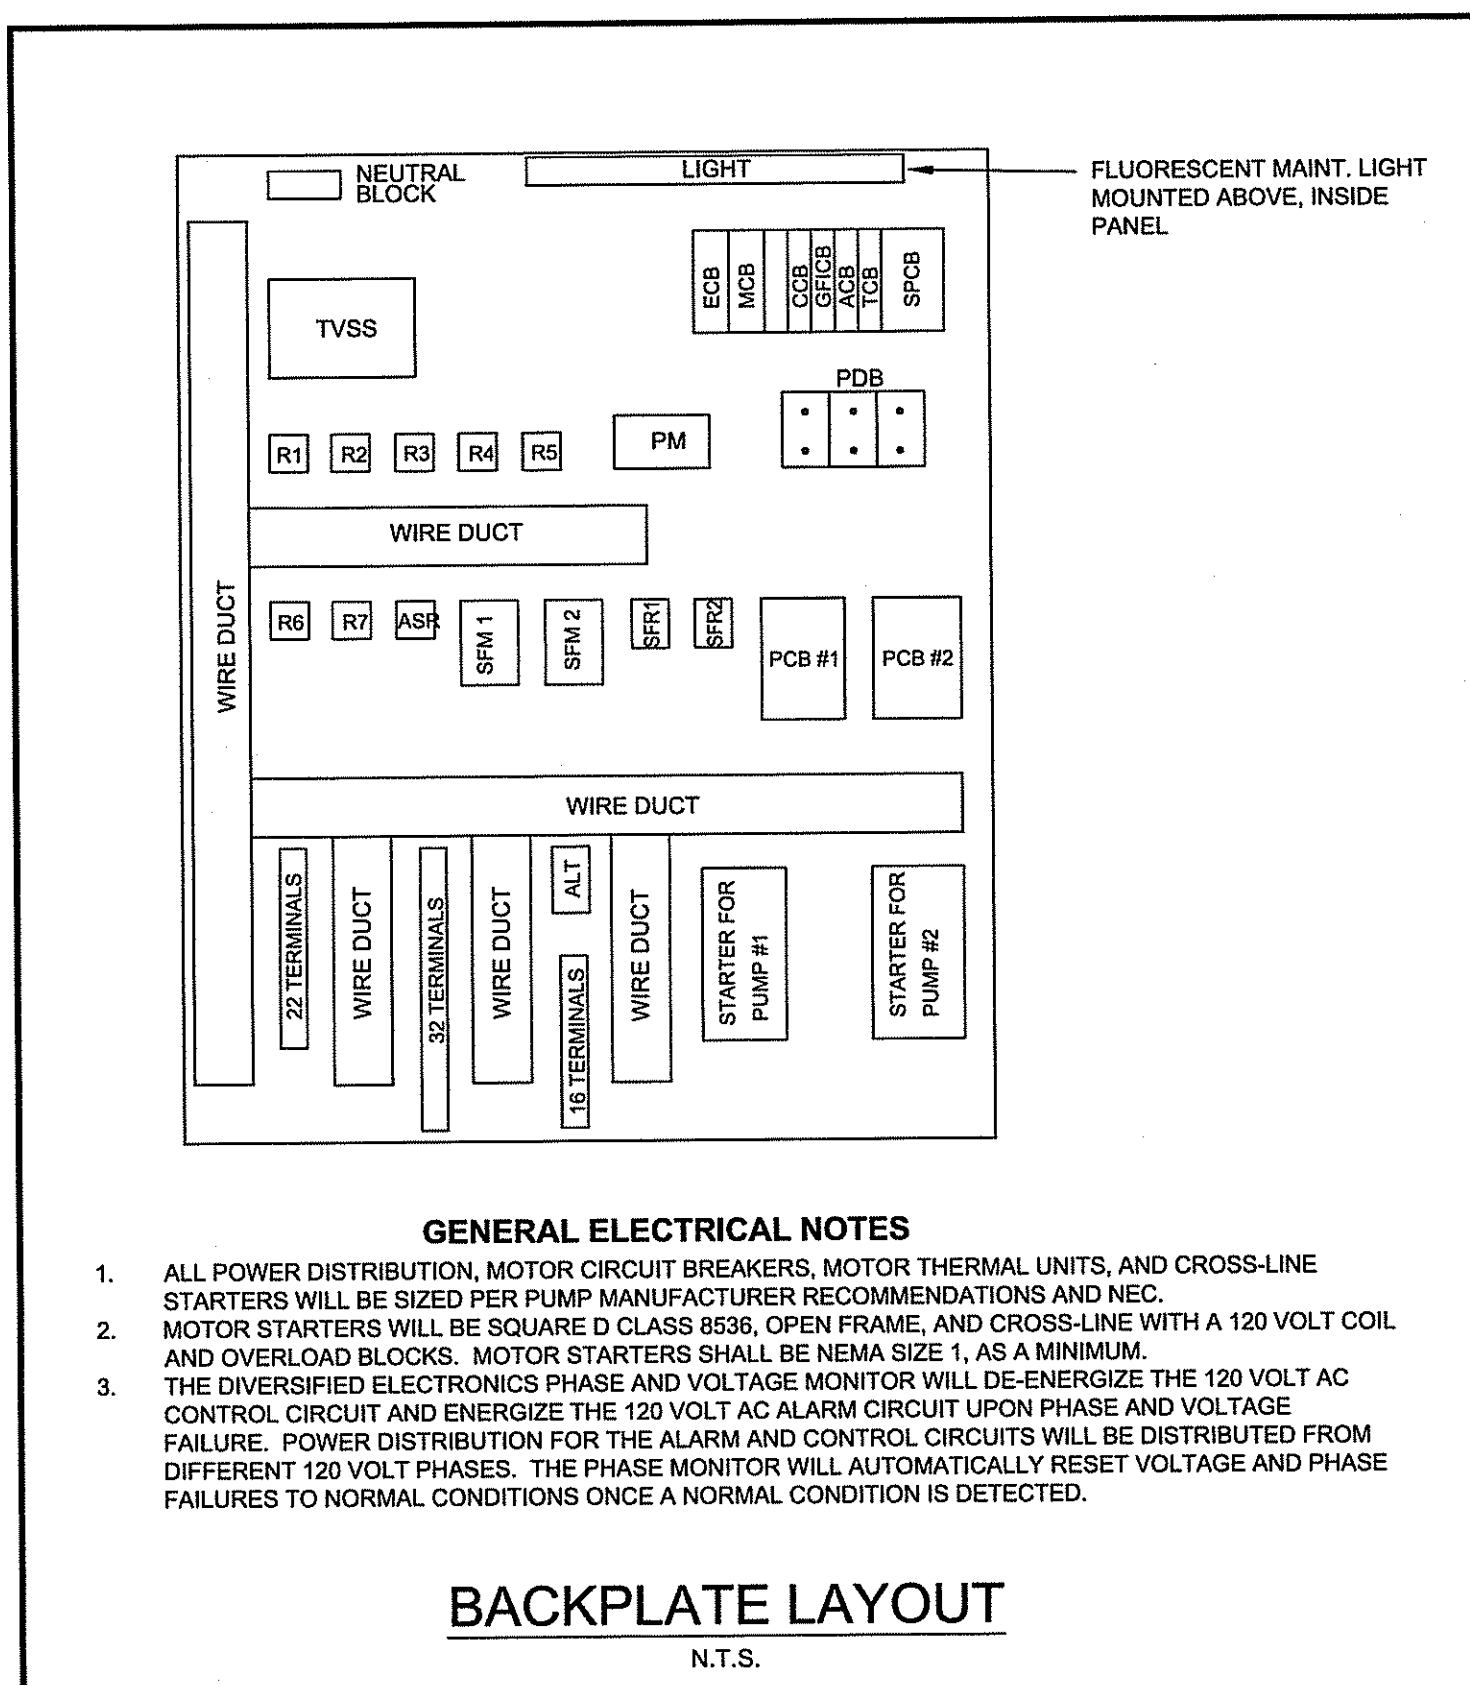 NEUTRAL
BLOCK
LIGHT
FLUORESCENT MAINT. LIGHT
MOUNTED ABOVE, INSIDE
PANEL
ECB
MCB
CCB
GFICB
ACB
TCB
SPCB
TVSS
PDB
R1
R2
R3
R4
R5
PM
WIRE DUCT
WIRE DUCT
R6
R7
ASR
SFM 1
SFM 2
SFR1
SFR2
PCB #1
PCB #2
WIRE DUCT
22 TERMINALS
WIRE DUCT
32 TERMINALS
WIRE DUCT
ALT
16 TERMINALS
WIRE DUCT
STARTER FOR
PUMP #1
STARTER FOR
PUMP #2
GENERAL ELECTRICAL NOTES
1. ALL POWER DISTRIBUTION, MOTOR CIRCUIT BREAKERS, MOTOR THERMAL UNITS, AND CROSS-LINE
STARTERS WILL BE SIZED PER PUMP MANUFACTURER RECOMMENDATIONS AND NEC.
2. MOTOR STARTERS WILL BE SQUARE D CLASS 8536, OPEN FRAME, AND CROSS-LINE WITH A 120 VOLT COIL
AND OVERLOAD BLOCKS. MOTOR STARTERS SHALL BE NEMA SIZE 1, AS A MINIMUM.
3. THE DIVERSIFIED ELECTRONICS PHASE AND VOLTAGE MONITOR WILL DE-ENERGIZE THE 120 VOLT AC
CONTROL CIRCUIT AND ENERGIZE THE 120 VOLT AC ALARM CIRCUIT UPON PHASE AND VOLTAGE
FAILURE. POWER DISTRIBUTION FOR THE ALARM AND CONTROL CIRCUITS WILL BE DISTRIBUTED FROM
DIFFERENT 120 VOLT PHASES. THE PHASE MONITOR WILL AUTOMATICALLY RESET VOLTAGE AND PHASE
FAILURES TO NORMAL CONDITIONS ONCE A NORMAL CONDITION IS DETECTED.
BACKPLATE LAYOUT
N.T.S.